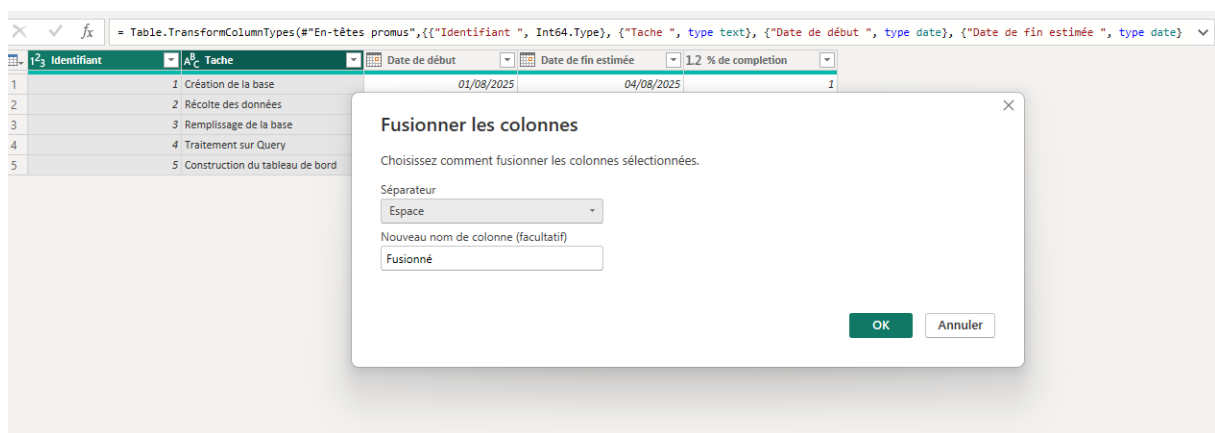 fx = Table.TransformColumnTypes(#"En-têtes promus",{{"Identifiant ", Int64.Type}, {"Tache ", type text}, {"Date de début ", type date}, {"Date de fin estimée ", type date}
1²3 Identifiant ABC Tache Date de début Date de fin estimée 1.2 % de completion
1 1 Création de la base 01/08/2025 04/08/2025 1
2 2 Récolte des données
3 3 Remplissage de la base
4 4 Traitement sur Query
5 5 Construction du tableau de bord
Fusionner les colonnes
Choisissez comment fusionner les colonnes sélectionnées.
Séparateur
Espace
Nouveau nom de colonne (facultatif)
Fusionné
OK Annuler